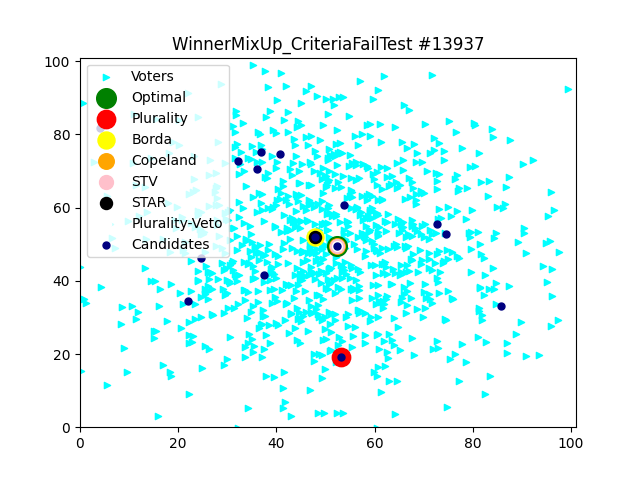 WinnerMixUp_CriteriaFailTest #13937
100
80
60
40
20
0
Voters
Optimal
Plurality
Borda
Copeland
STV
STAR
Plurality-Veto
Candidates
0 20 40 60 80 100